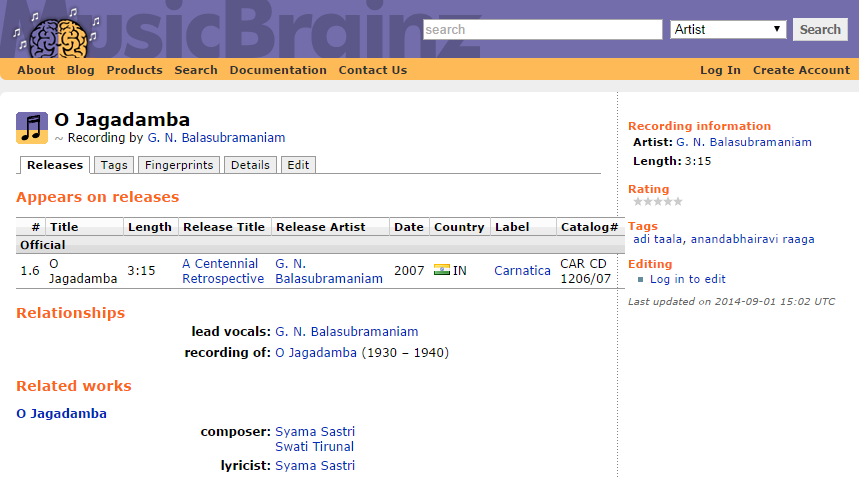 MusicBrainz
search
Artist
Search
About Blog Products Search Documentation Contact Us
Log In Create Account
O Jagadamba
~ Recording by G. N. Balasubramaniam
Releases Tags Fingerprints Details Edit
Appears on releases
# Title Length Release Title Release Artist Date Country Label Catalog#
Official
1.6 O Jagadamba 3:15 A Centennial Retrospective G. N. Balasubramaniam 2007 IN Carnatica CAR CD 1206/07
Relationships
lead vocals: G. N. Balasubramaniam
recording of: O Jagadamba (1930 – 1940)
Related works
O Jagadamba
composer: Syama Sastri
Swati Tirunal
lyricist: Syama Sastri
Recording information
Artist: G. N. Balasubramaniam
Length: 3:15
Rating
Tags
adi taala, anandabhairavi raaga
Editing
Log in to edit
Last updated on 2014-09-01 15:02 UTC